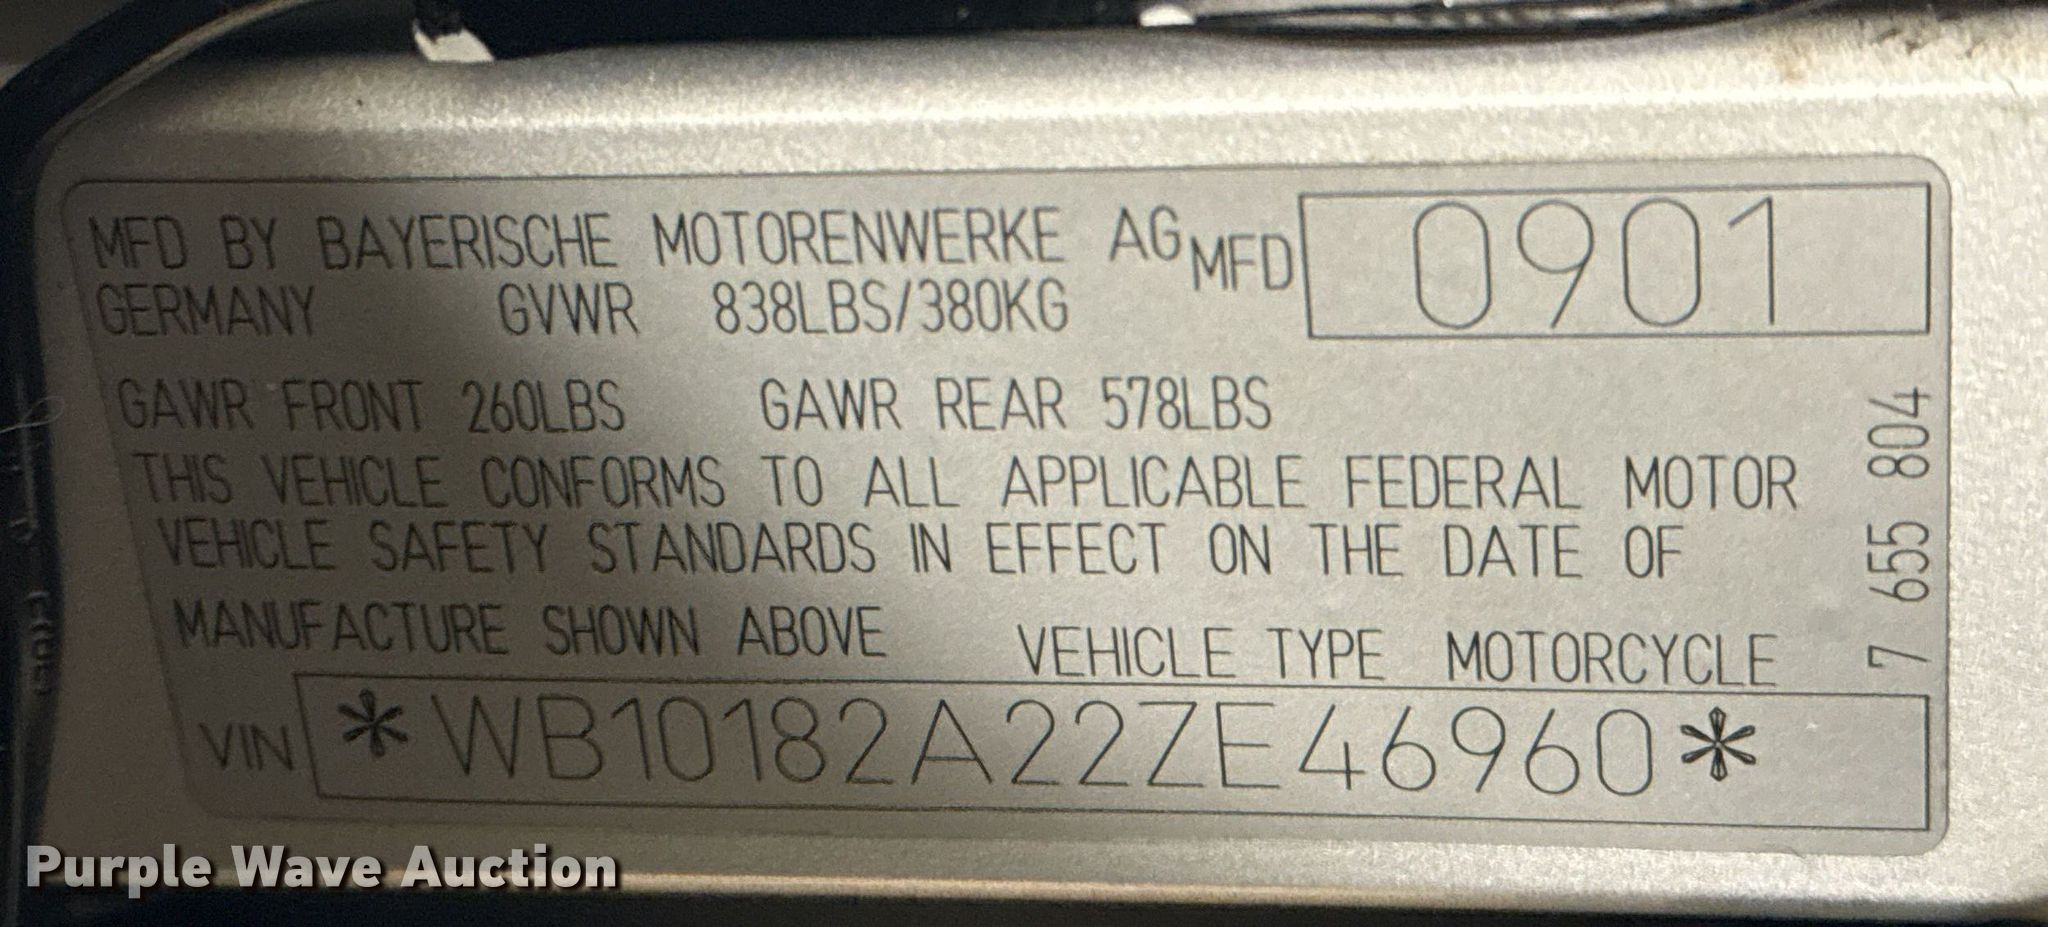 MFD BY BAYERISCHE MOTORENWERKE AG MFD 0901
GERMANY GVWR 838LBS/380KG
GAWR FRONT 260LBS GAWR REAR 578LBS
THIS VEHICLE CONFORMS TO ALL APPLICABLE FEDERAL MOTOR
VEHICLE SAFETY STANDARDS IN EFFECT ON THE DATE OF
MANUFACTURE SHOWN ABOVE VEHICLE TYPE MOTORCYCLE
7 655 804
VIN *WB10182A22ZE46960*
Purple Wave Auction